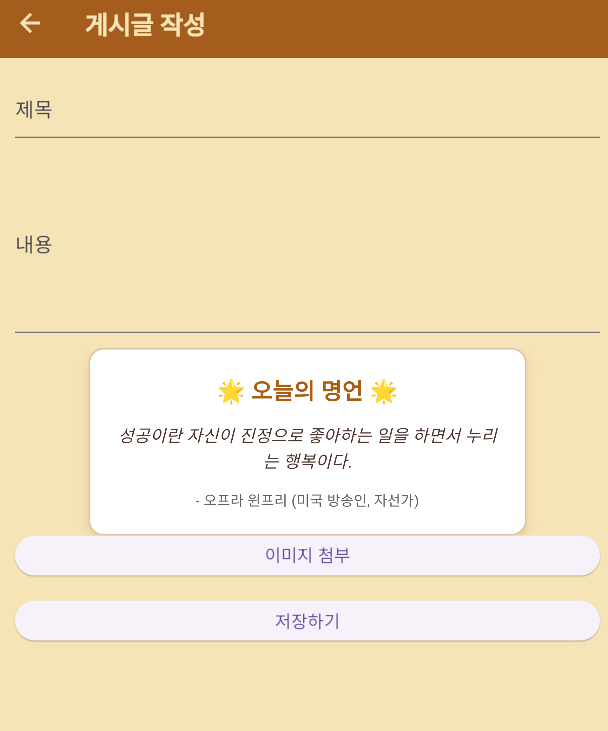 게시글 작성
제목
내용
🌟 오늘의 명언 🌟
성공이란 자신이 진정으로 좋아하는 일을 하면서 누리
는 행복이다.
- 오프라 윈프리 (미국 방송인, 자선가)
이미지 첨부
저장하기